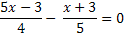 (5x − 3)/4 − (x + 3)/5 = 0